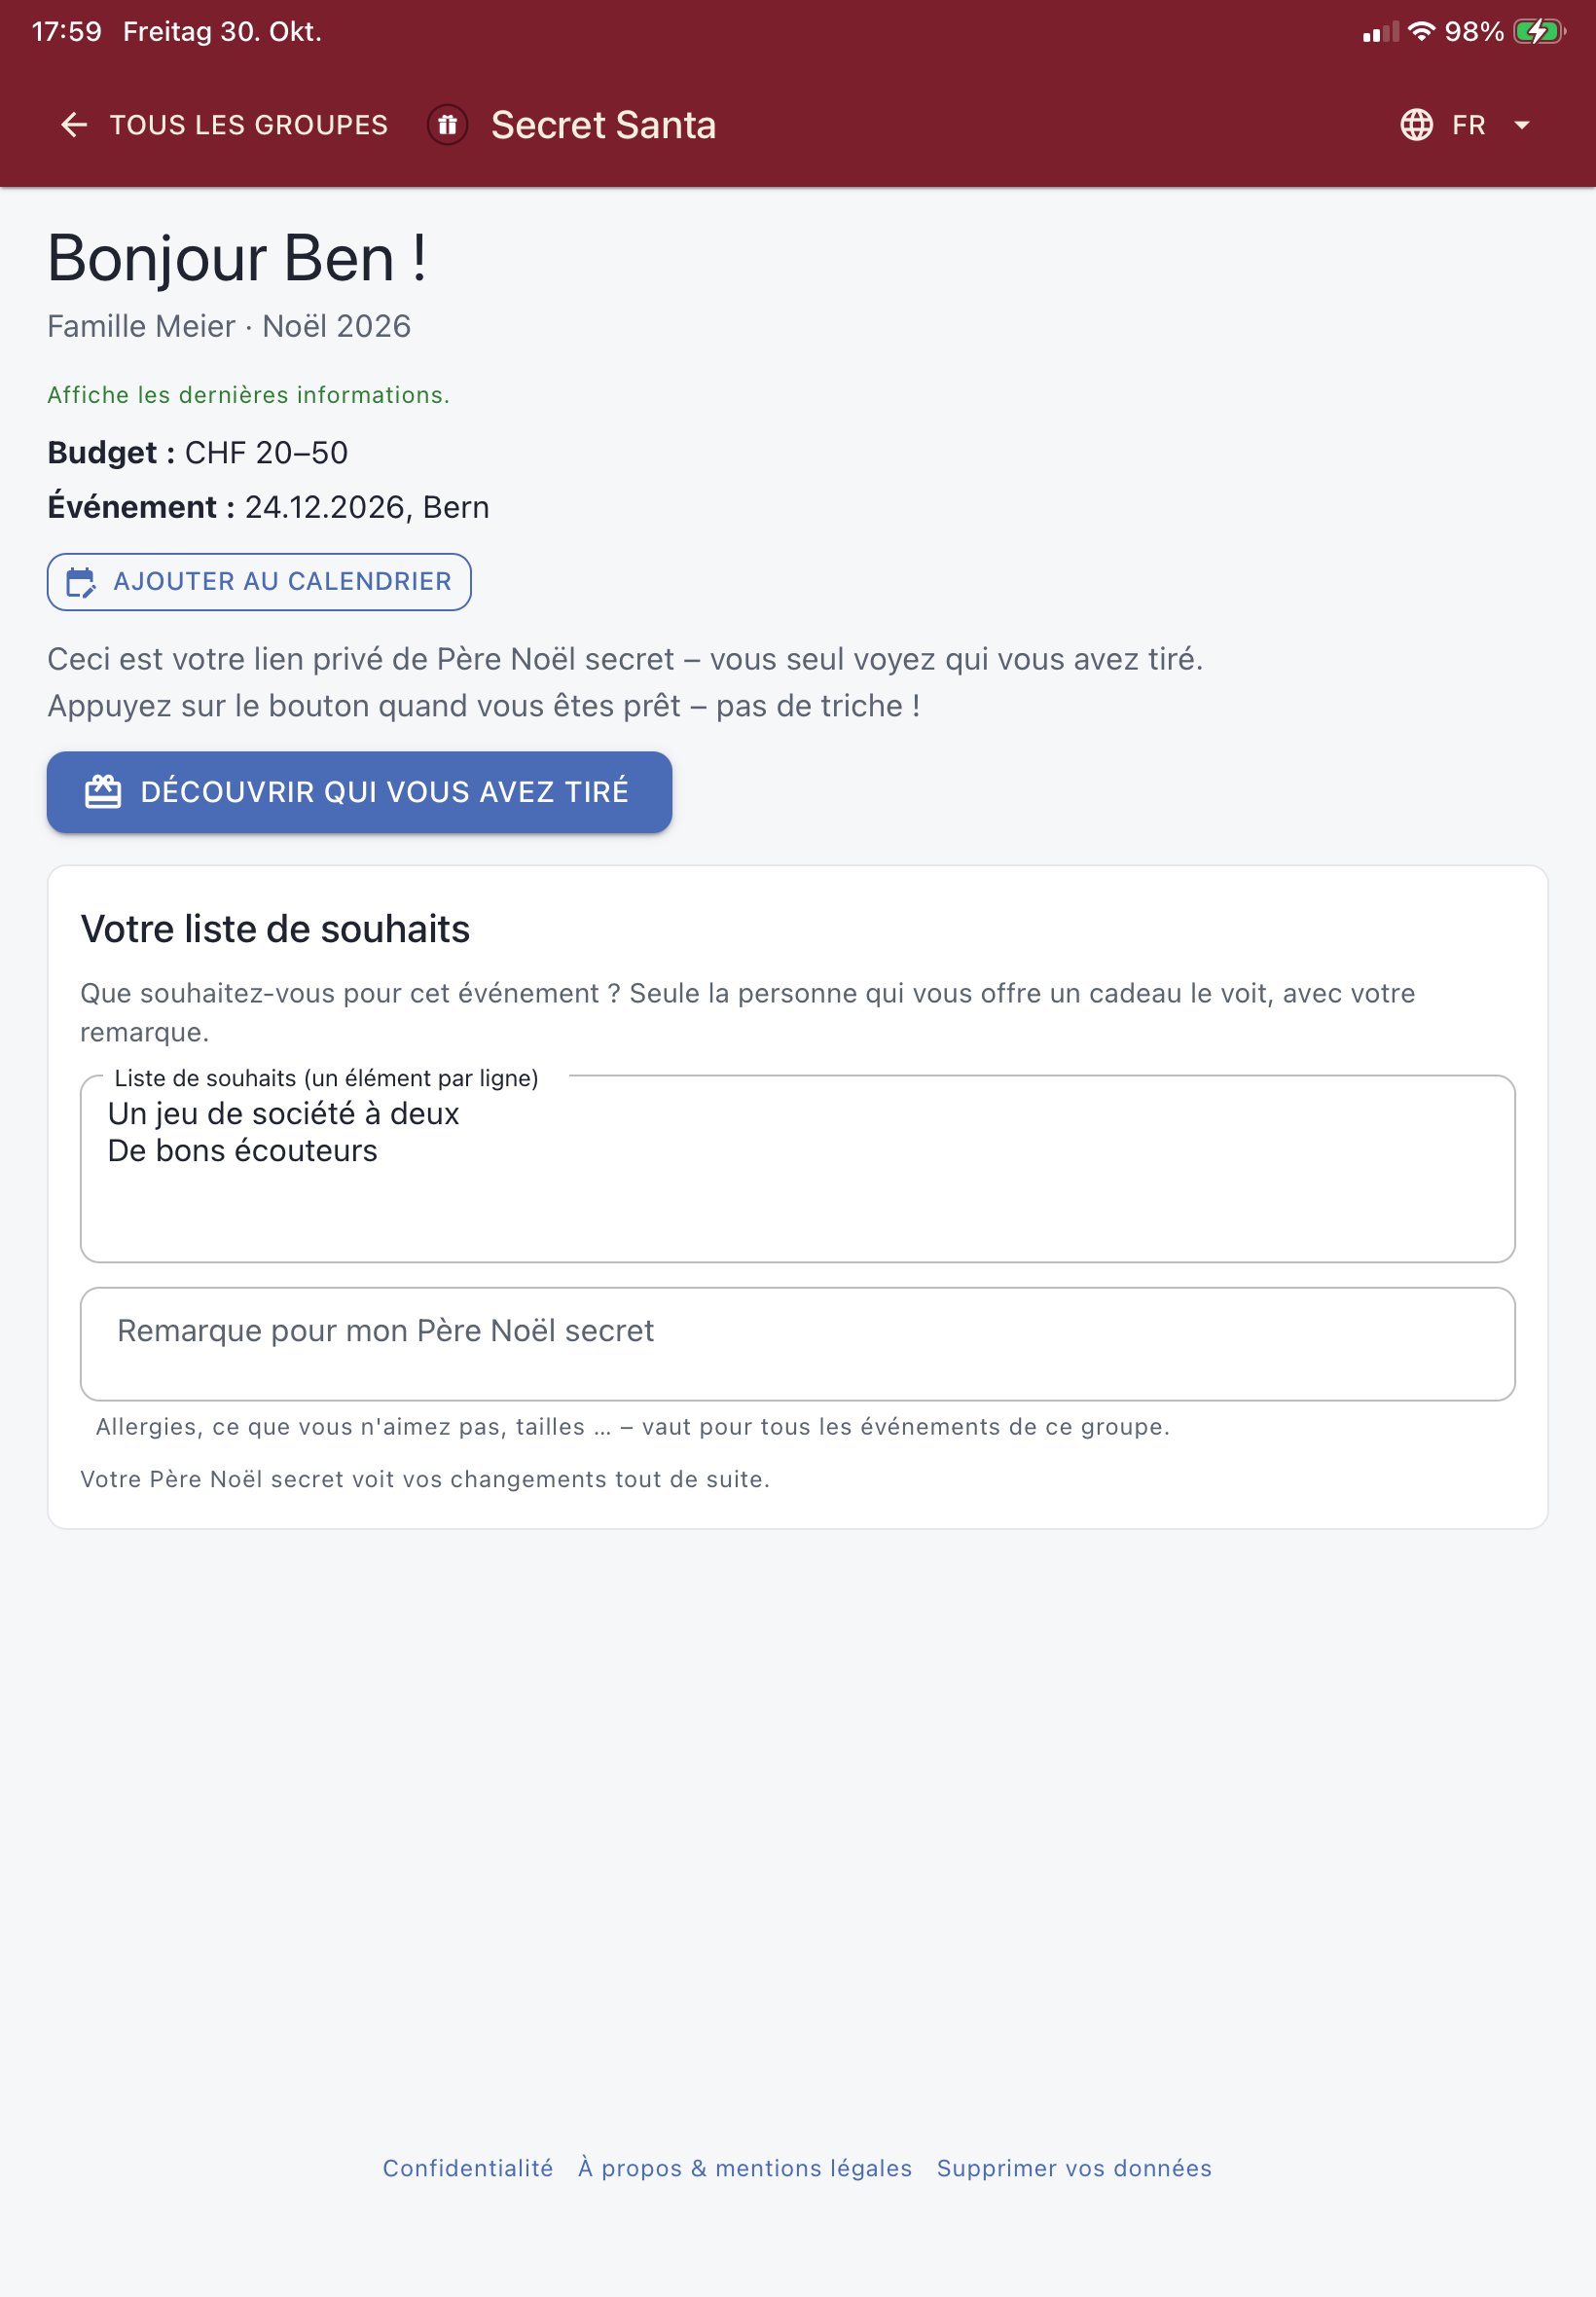 17:59 Freitag 30. Okt.
98%
TOUS LES GROUPES
Secret Santa
FR
Bonjour Ben !
Famille Meier · Noël 2026
Affiche les dernières informations.
Budget : CHF 20–50
Événement : 24.12.2026, Bern
AJOUTER AU CALENDRIER
Ceci est votre lien privé de Père Noël secret – vous seul voyez qui vous avez tiré.
Appuyez sur le bouton quand vous êtes prêt – pas de triche !
DÉCOUVRIR QUI VOUS AVEZ TIRÉ
Votre liste de souhaits
Que souhaitez-vous pour cet événement ? Seule la personne qui vous offre un cadeau le voit, avec votre
remarque.
Liste de souhaits (un élément par ligne)
Un jeu de société à deux
De bons écouteurs
Remarque pour mon Père Noël secret
Allergies, ce que vous n'aimez pas, tailles … – vaut pour tous les événements de ce groupe.
Votre Père Noël secret voit vos changements tout de suite.
Confidentialité À propos & mentions légales Supprimer vos données